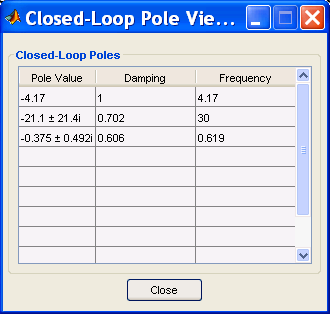 Closed-Loop Pole Vie...
Closed-Loop Poles
Pole Value Damping Frequency
-4.17 1 4.17
-21.1 ± 21.4i 0.702 30
-0.375 ± 0.492i 0.606 0.619
Close